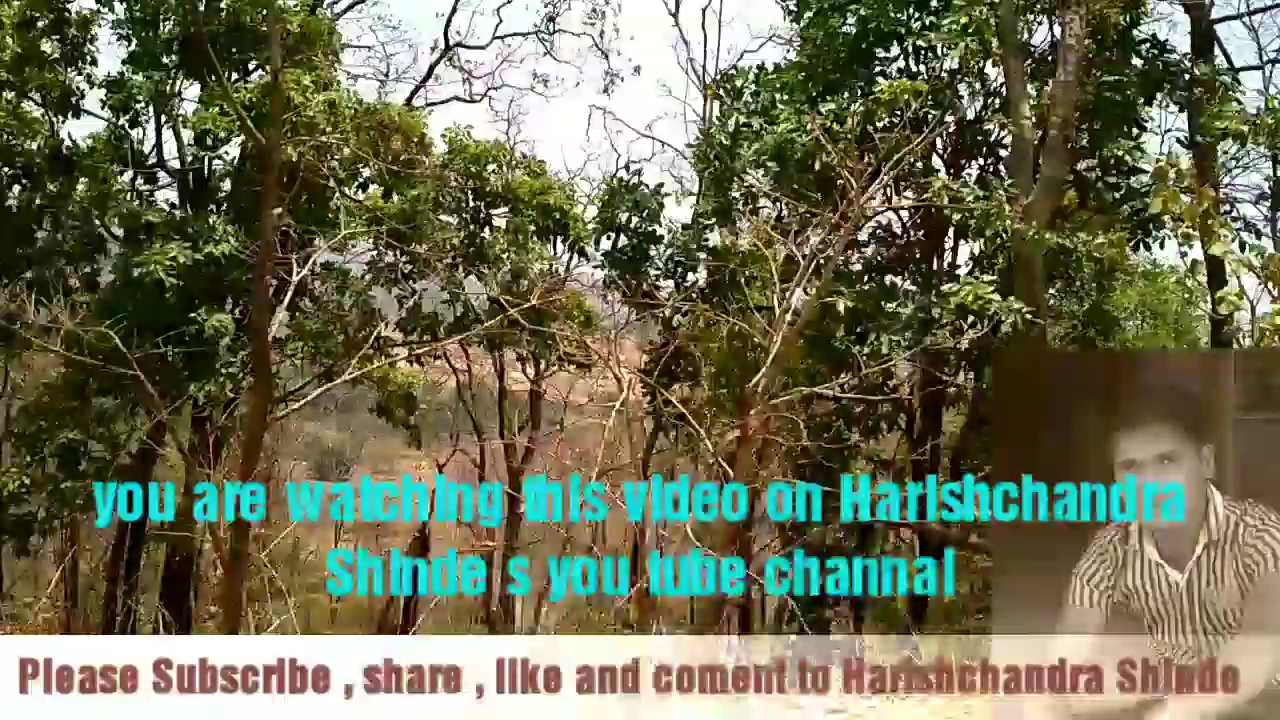 you are watching this video on Harishchandra
Shinde s you tube channal
Please Subscribe , share , like and coment to Harishchandra Shinde